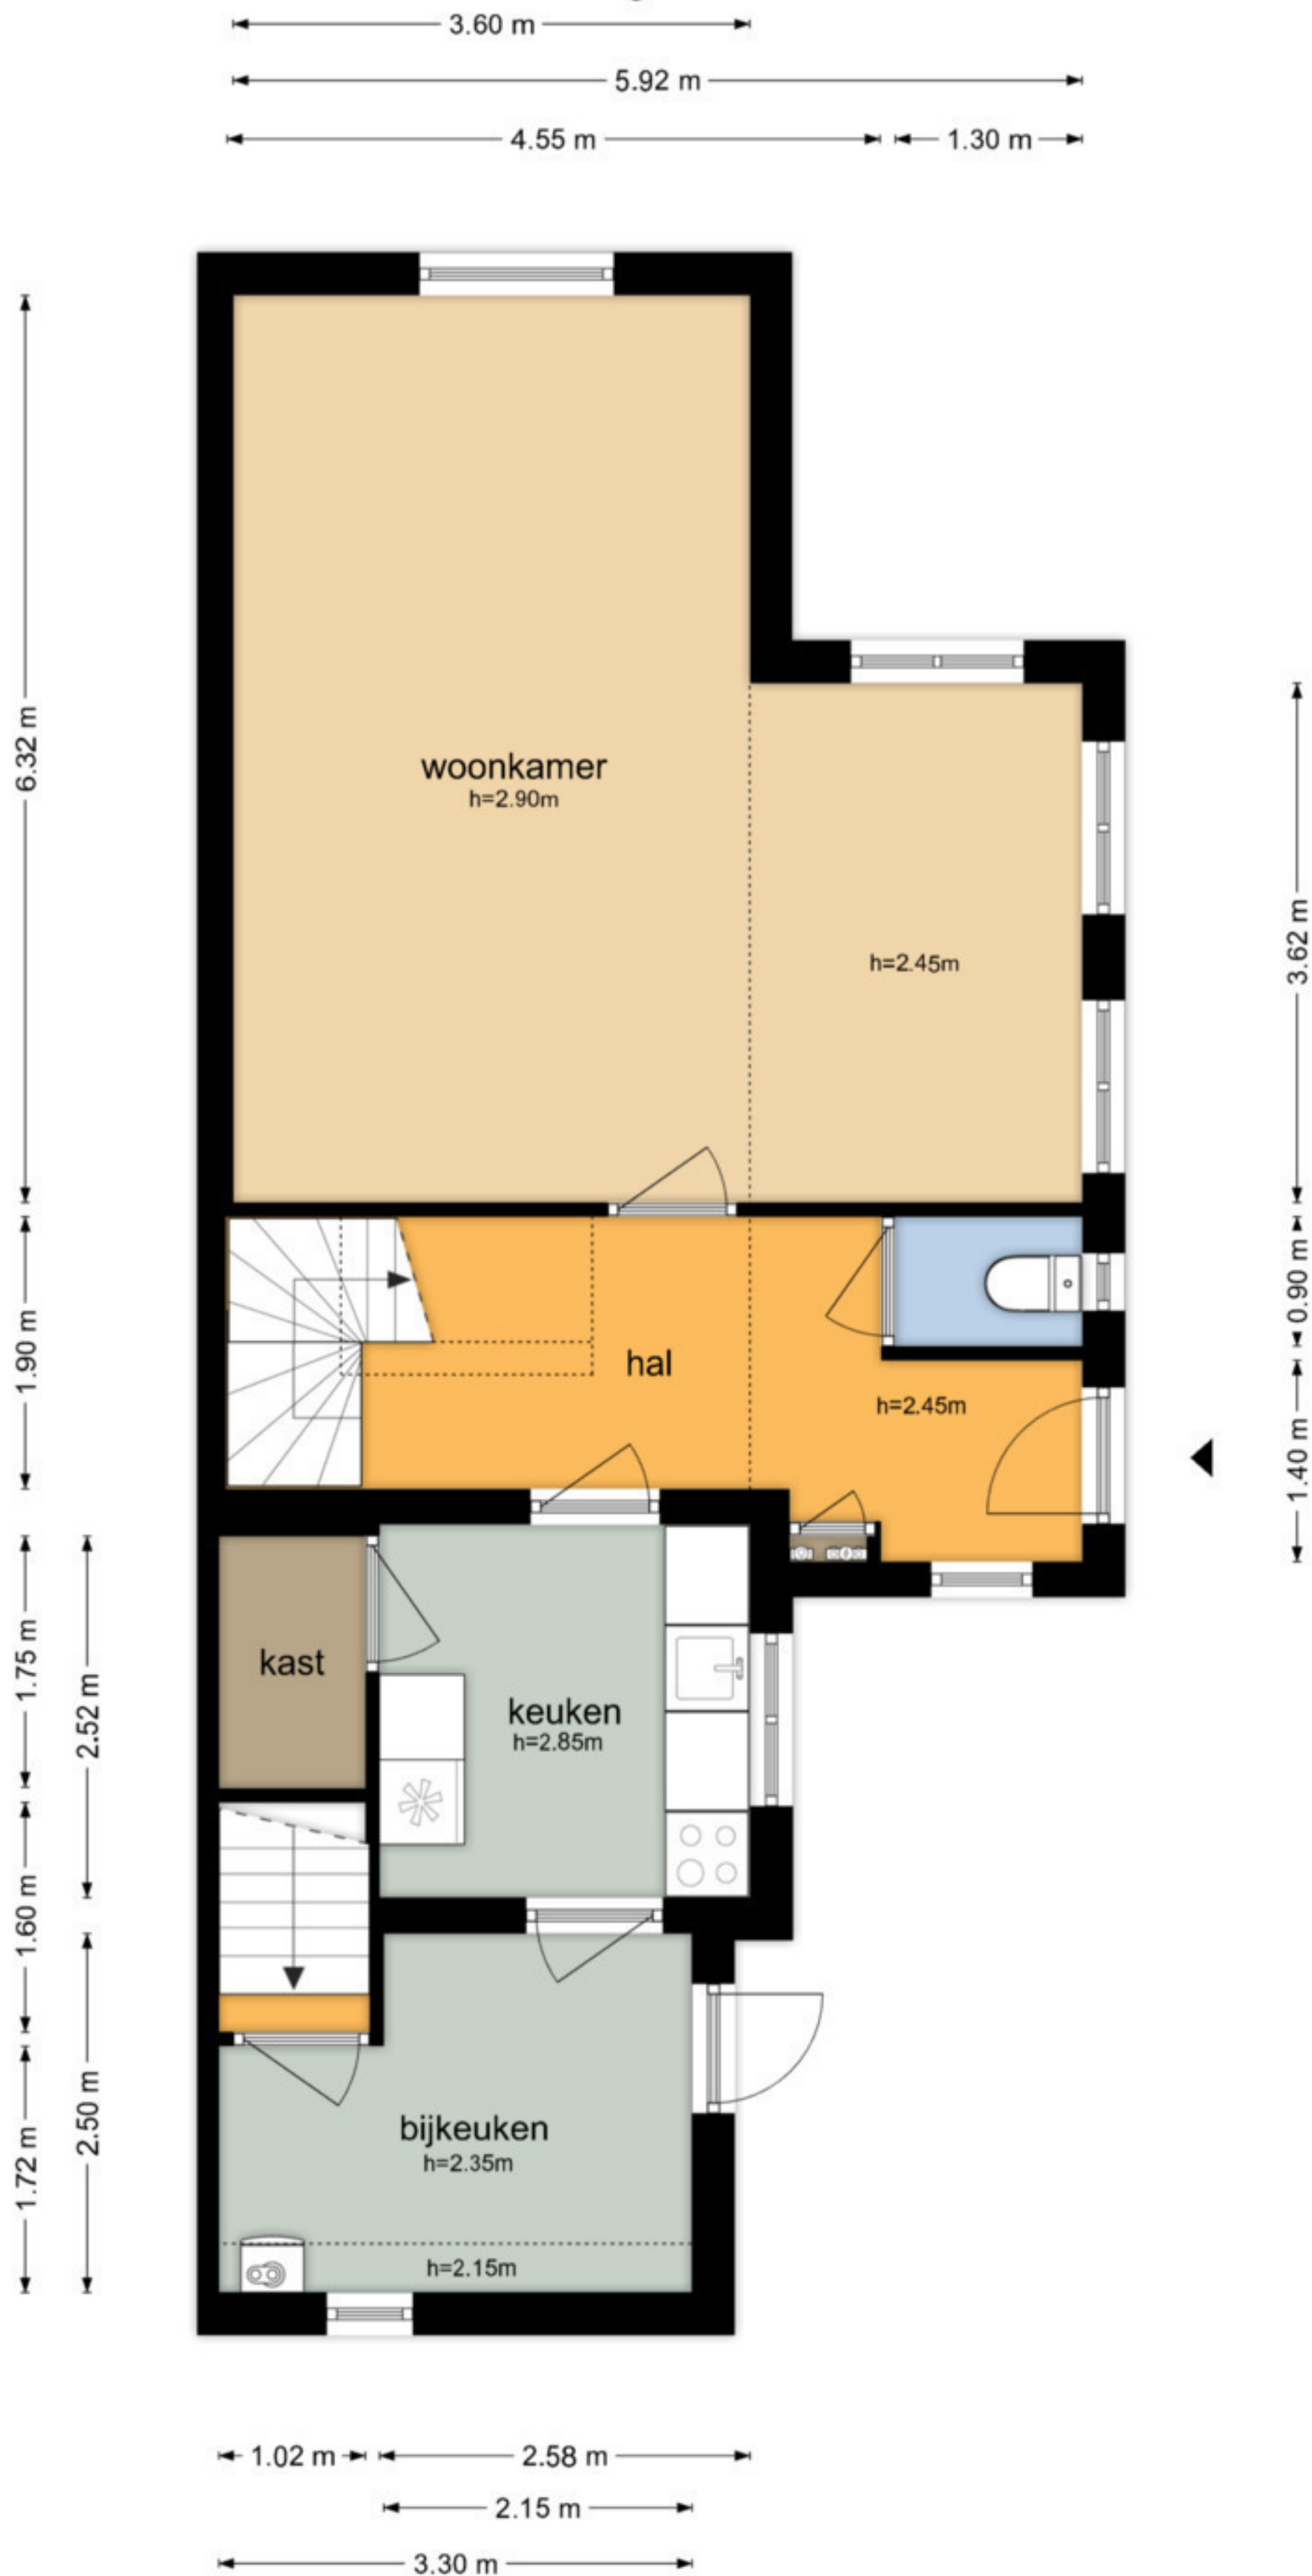 3.60 m
5.92 m
4.55 m
1.30 m
6.32 m
woonkamer
h=2.90m
3.62 m
h=2.45m
0.90 m
1.90 m
hal
h=2.45m
1.40 m
1.75 m
2.52 m
kast
keuken
h=2.85m
1.60 m
2.50 m
bijkeuken
h=2.35m
1.72 m
h=2.15m
1.02 m
2.58 m
2.15 m
3.30 m